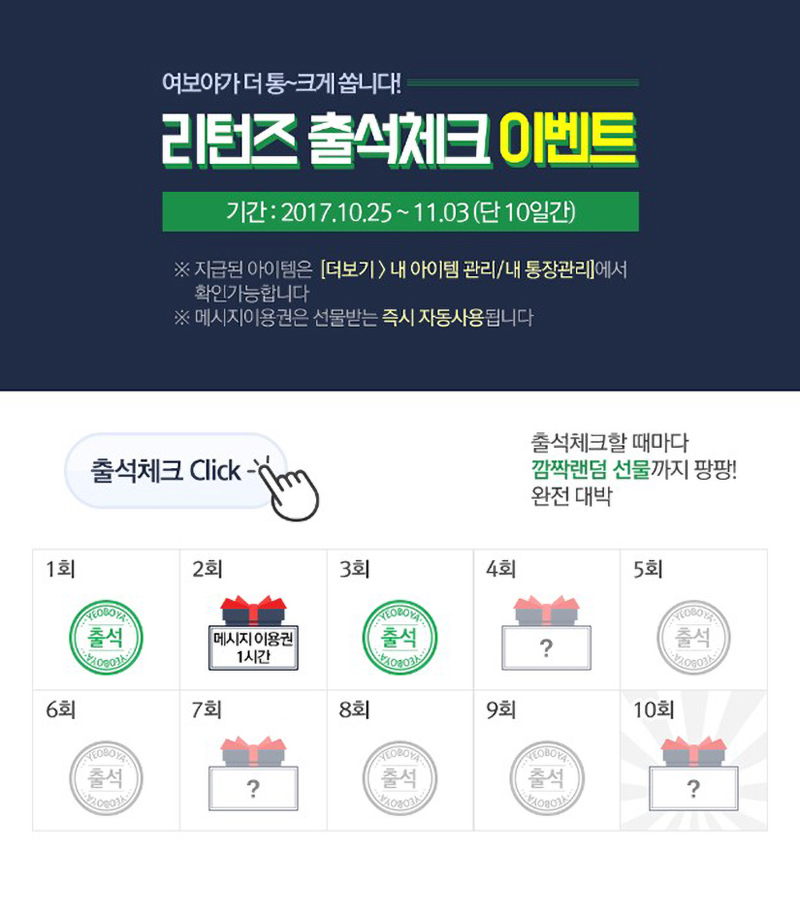 여보야가 더 통~크게 쏩니다!
리턴즈 출석체크 이벤트
기간 : 2017.10.25 ~ 11.03 (단 10일간)
※ 지급된 아이템은 [더보기 > 내 아이템 관리/내 통장관리]에서
확인가능합니다
※ 메시지이용권은 선물받는 즉시 자동사용됩니다
출석체크 Click
출석체크할 때마다
깜짝랜덤 선물까지 팡팡!
완전 대박
1회 2회 3회 4회 5회
YEOBOYA 출석 YEOBOYA
메시지 이용권
1시간
YEOBOYA 출석 YEOBOYA
?
YEOBOYA 출석 YEOBOYA
6회 7회 8회 9회 10회
YEOBOYA 출석 YEOBOYA
?
YEOBOYA 출석 YEOBOYA
YEOBOYA 출석 YEOBOYA
?